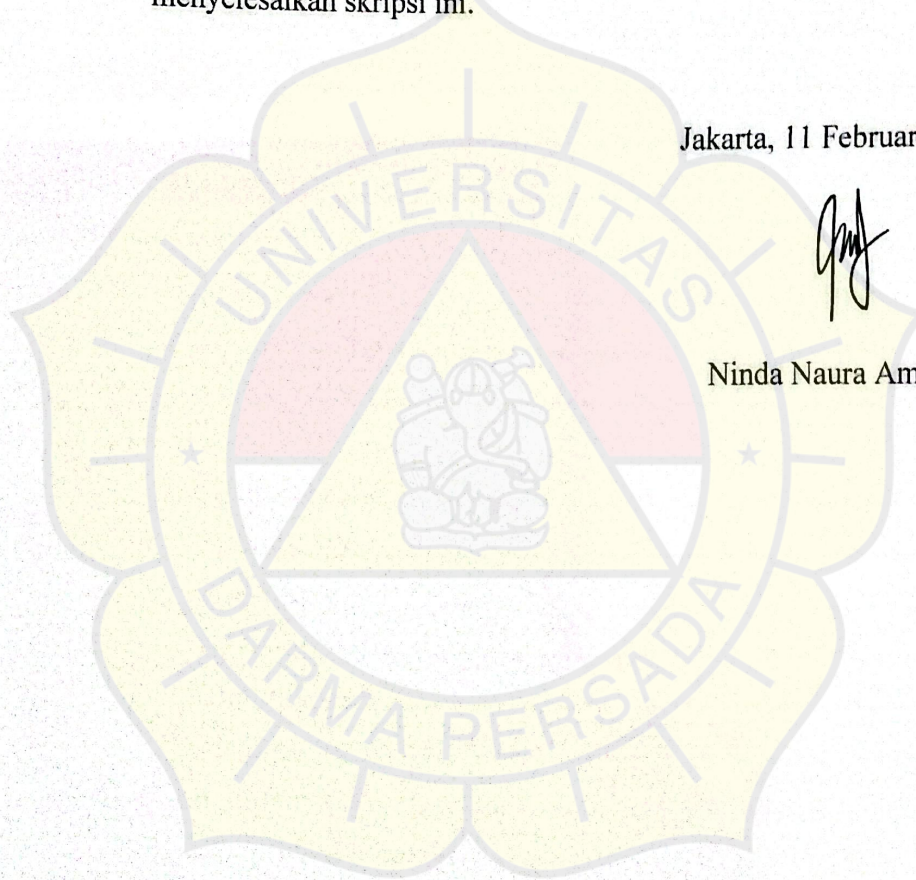 menyelesaikan skripsi ini.
Jakarta, 11 Februar
Ninda Naura Am
UNIVERSITAS
DARMA PERSADA